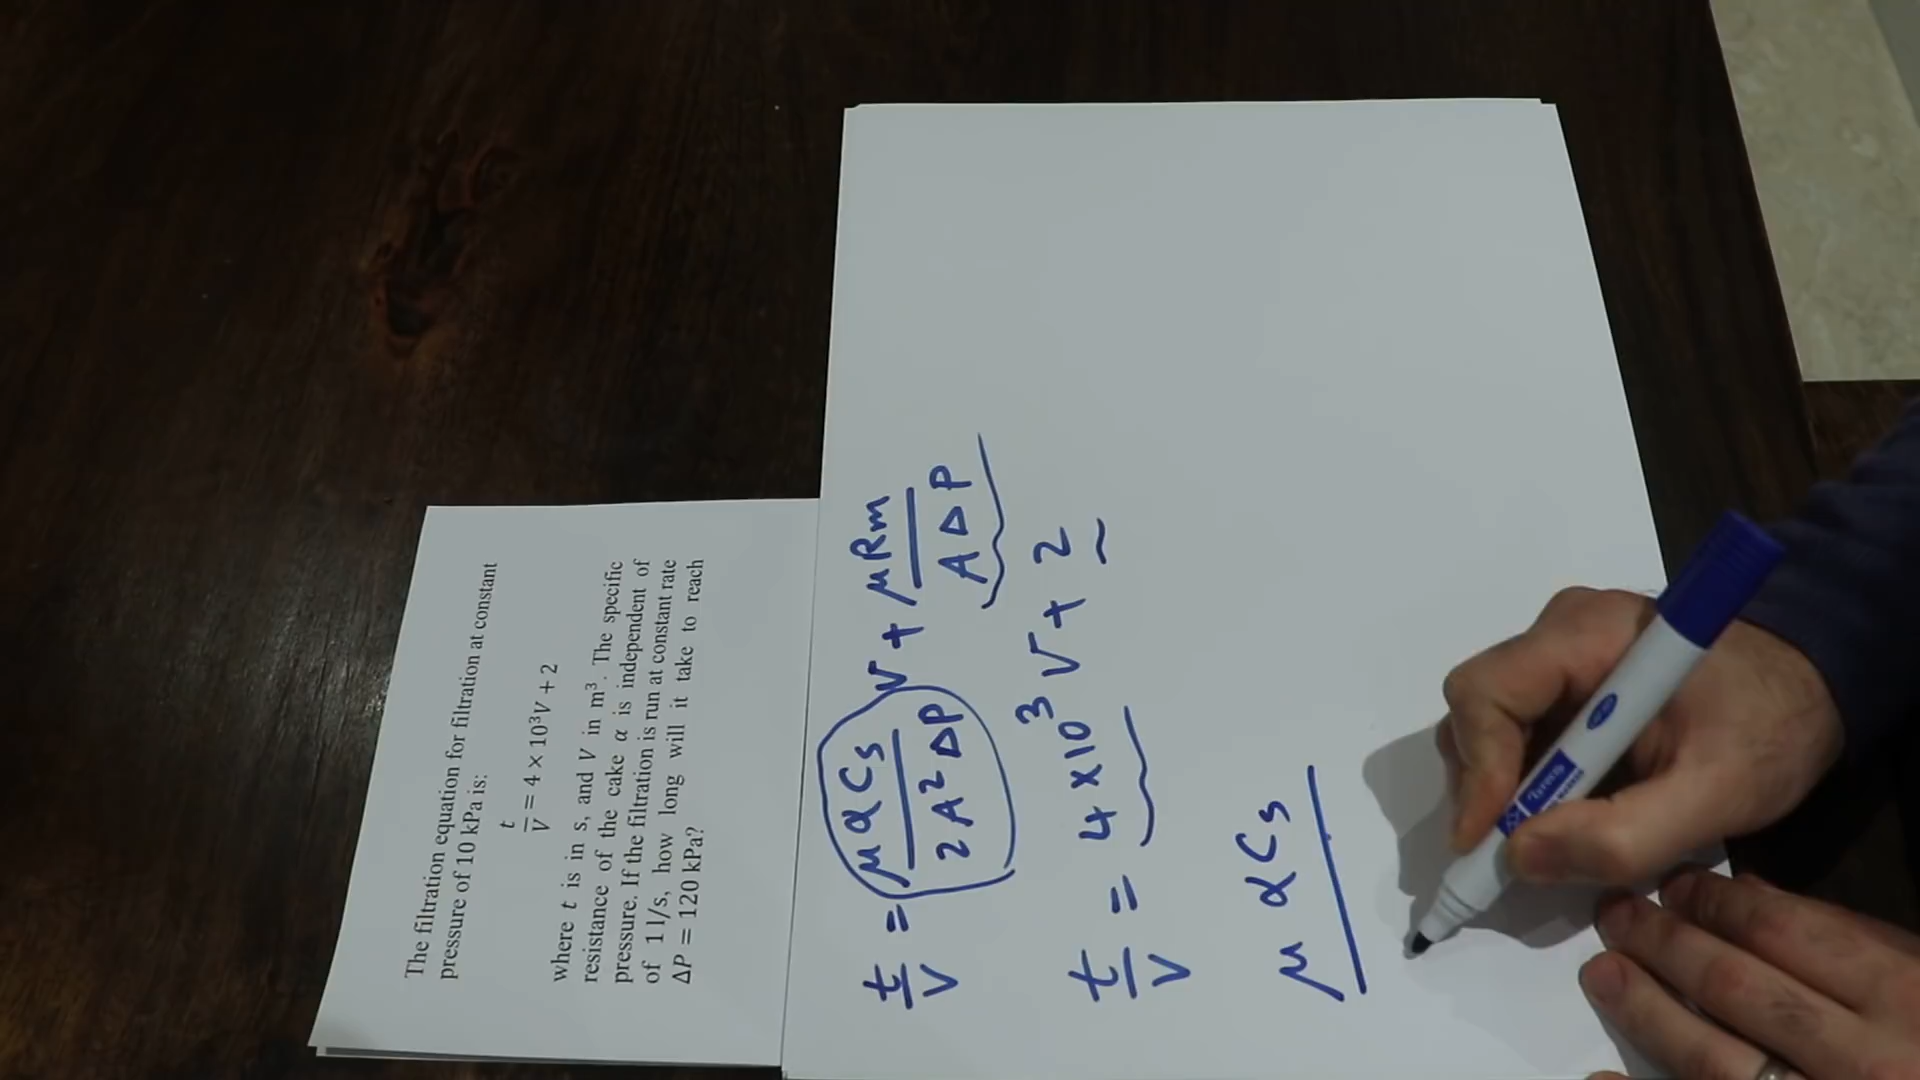 The filtration equation for filtration at constant
pressure of 10 kPa is:
t/V = 4 × 10³V + 2
where t is in s, and V in m³. The specific
resistance of the cake α is independent of
pressure. If the filtration is run at constant rate
of 1 l/s, how long will it take to reach
ΔP = 120 kPa?
t/V = μαCs/2A²ΔP V + μRm/AΔP
t/V = 4×10³ V + 2
μ α Cs